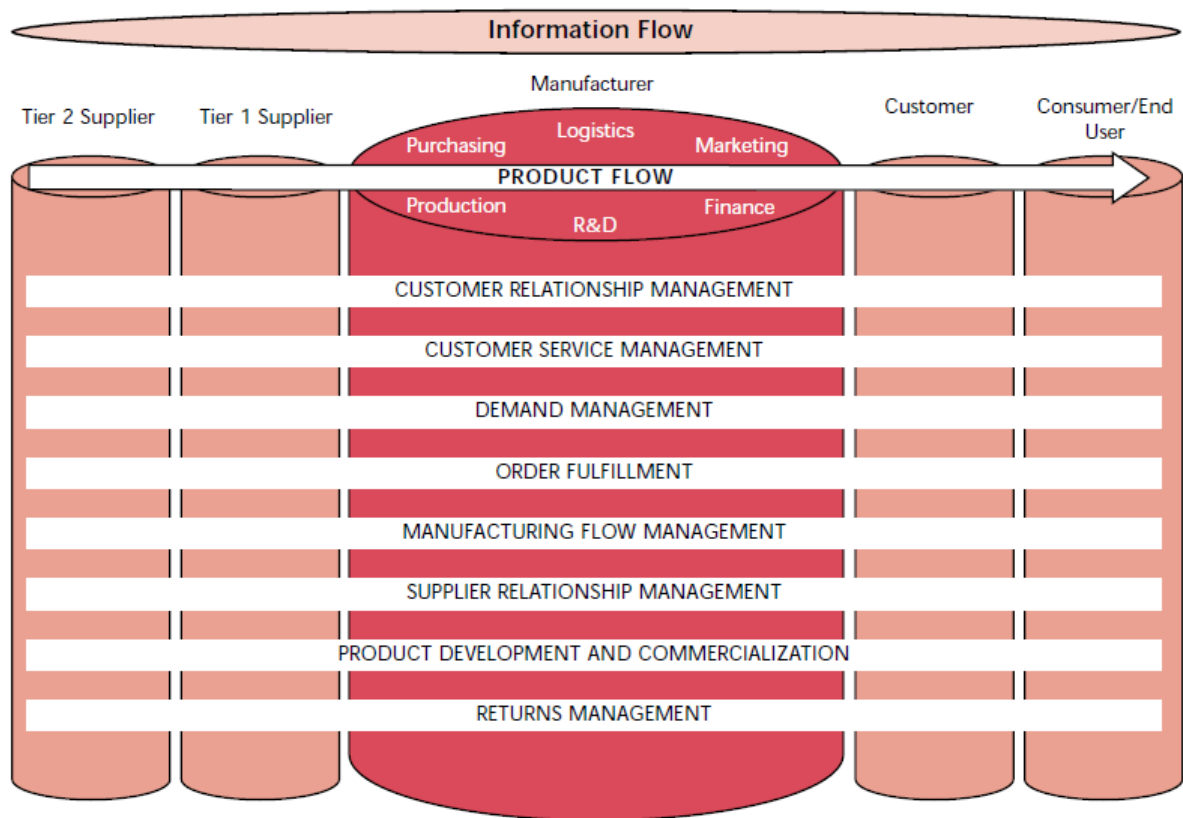 Information Flow
Manufacturer
Tier 2 Supplier
Tier 1 Supplier
Customer
Consumer/End
User
Purchasing
Logistics
Marketing
PRODUCT FLOW
Production
R&D
Finance
CUSTOMER RELATIONSHIP MANAGEMENT
CUSTOMER SERVICE MANAGEMENT
DEMAND MANAGEMENT
ORDER FULFILLMENT
MANUFACTURING FLOW MANAGEMENT
SUPPLIER RELATIONSHIP MANAGEMENT
PRODUCT DEVELOPMENT AND COMMERCIALIZATION
RETURNS MANAGEMENT